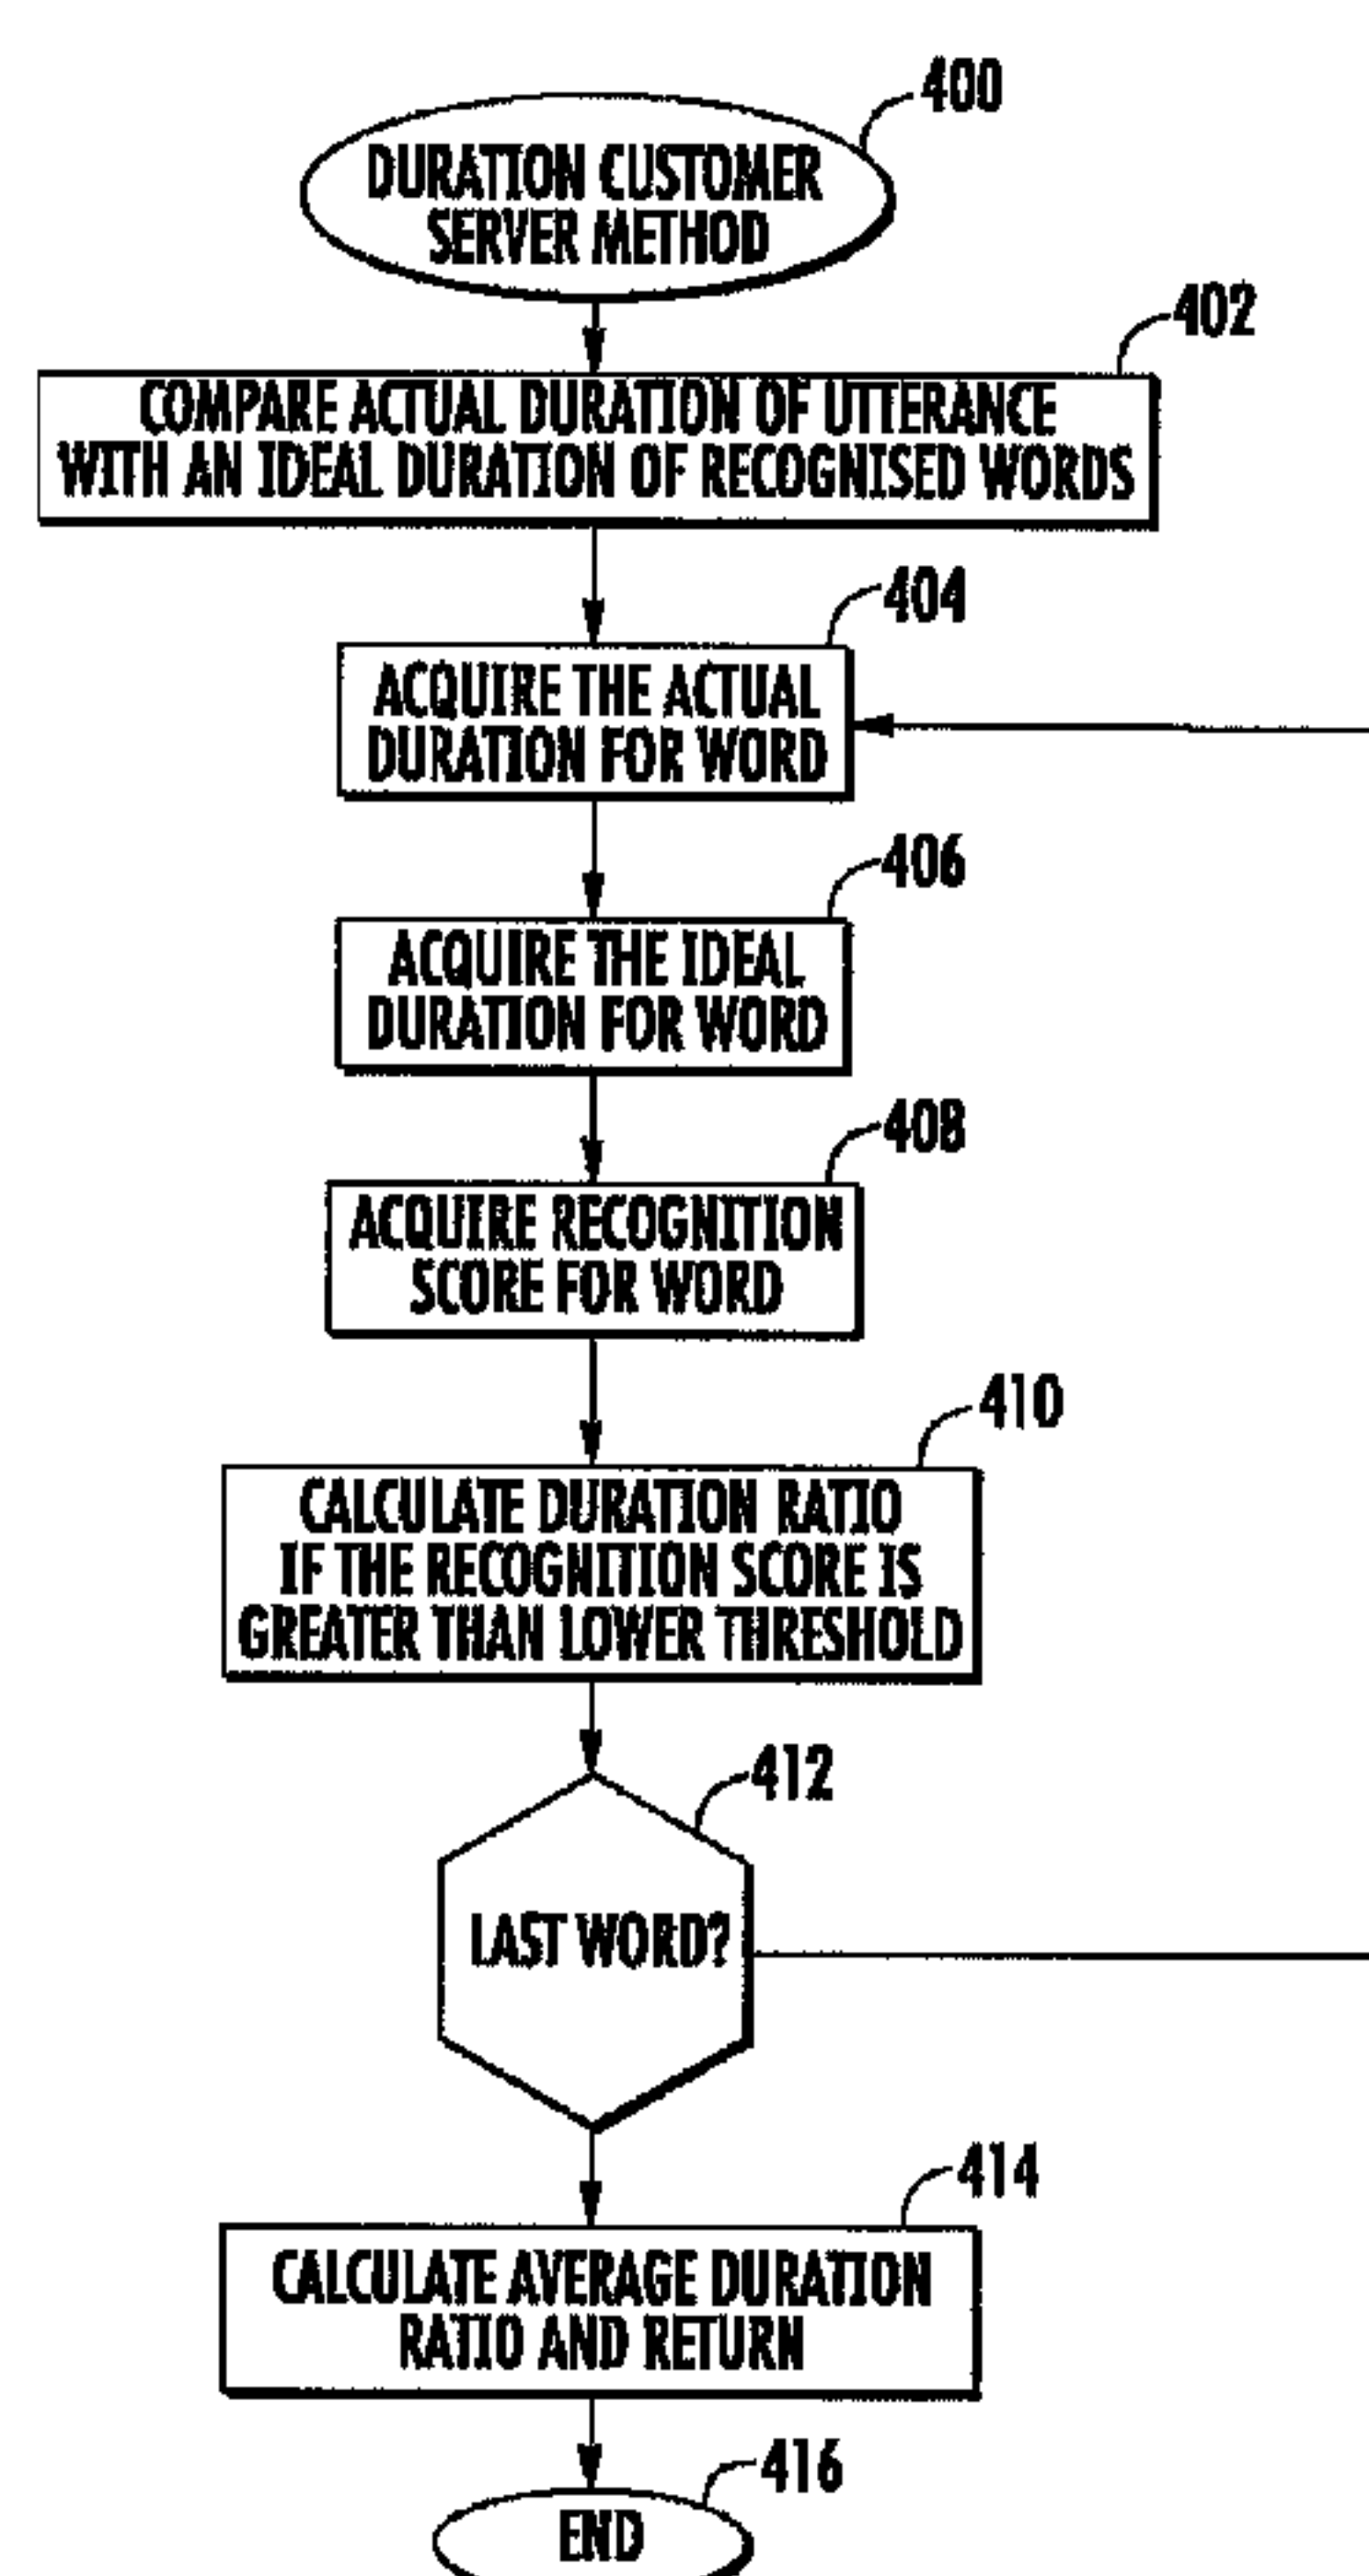 400
DURATION CUSTOMER
SERVER METHOD
402
COMPARE ACTUAL DURATION OF UTTERANCE
WITH AN IDEAL DURATION OF RECOGNISED WORDS
404
ACQUIRE THE ACTUAL
DURATION FOR WORD
406
ACQUIRE THE IDEAL
DURATION FOR WORD
408
ACQUIRE RECOGNITION
SCORE FOR WORD
410
CALCULATE DURATION RATIO
IF THE RECOGNITION SCORE IS
GREATER THAN LOWER THRESHOLD
412
LAST WORD?
414
CALCULATE AVERAGE DURATION
RATIO AND RETURN
416
END